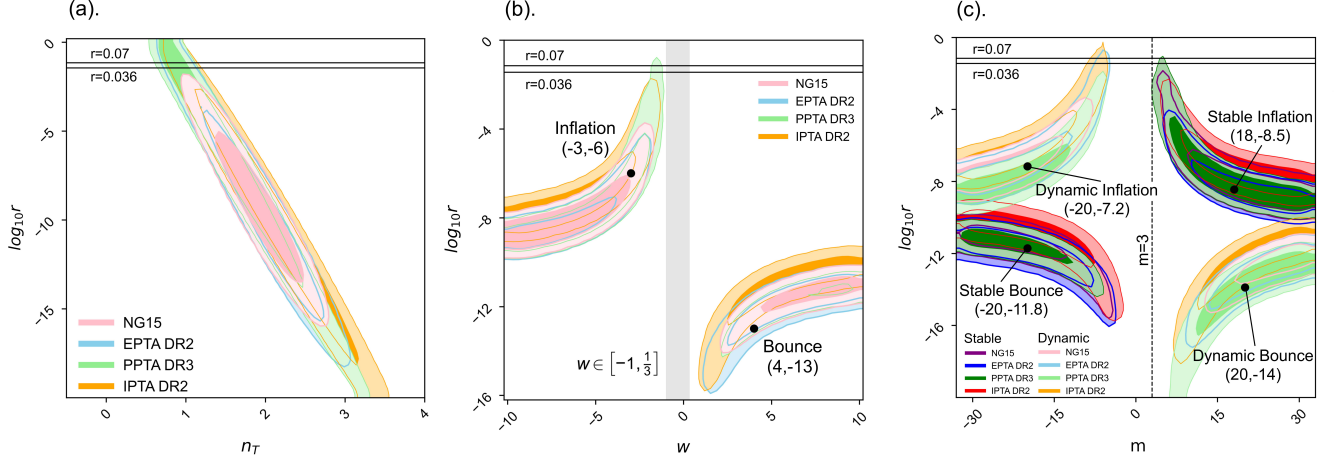 (a).
0
−5
−10
−15
log10r
r=0.07
r=0.036
NG15
EPTA DR2
PPTA DR3
IPTA DR2
0
1
2
3
4
nT
(b).
0
−4
−8
−12
−16
log10r
r=0.07
r=0.036
NG15
EPTA DR2
PPTA DR3
IPTA DR2
Inflation
(-3,-6)
Bounce
(4,-13)
w ∈ [−1, 1/3]
−10
−5
0
5
10
w
(c).
0
−4
−8
−12
−16
log10r
r=0.07
r=0.036
Stable Inflation
(18,-8.5)
Dynamic Inflation
(-20,-7.2)
m=3
Stable Bounce
(-20,-11.8)
Dynamic Bounce
(20,-14)
Stable Dynamic
NG15 NG15
EPTA DR2 EPTA DR2
PPTA DR3 PPTA DR3
IPTA DR2 IPTA DR2
−30
−15
0
15
30
m